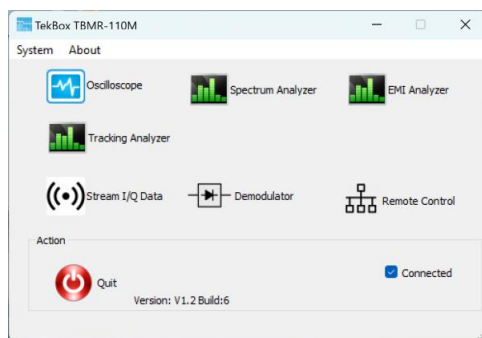 TekBox TBMR-110M
System About
Oscilloscope Spectrum Analyzer EMI Analyzer
Tracking Analyzer
Stream I/Q Data Demodulator Remote Control
Action
Quit Connected
Version: V1.2 Build:6